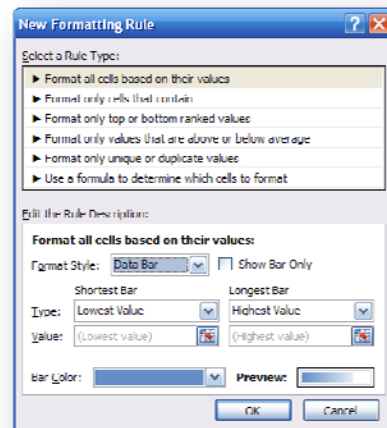 New Formatting Rule
Select a Rule Type:
► Format all cells based on their values
► Format only cells that contain
► Format only top or bottom ranked values
► Format only values that are above or below average
► Format only unique or duplicate values
► Use a formula to determine which cells to format
Edit the Rule Description:
Format all cells based on their values:
Format Style: Data Bar Show Bar Only
Shortest Bar Longest Bar
Type: Lowest Value Highest Value
Value: (Lowest value) (Highest value)
Bar Color: Preview:
OK Cancel